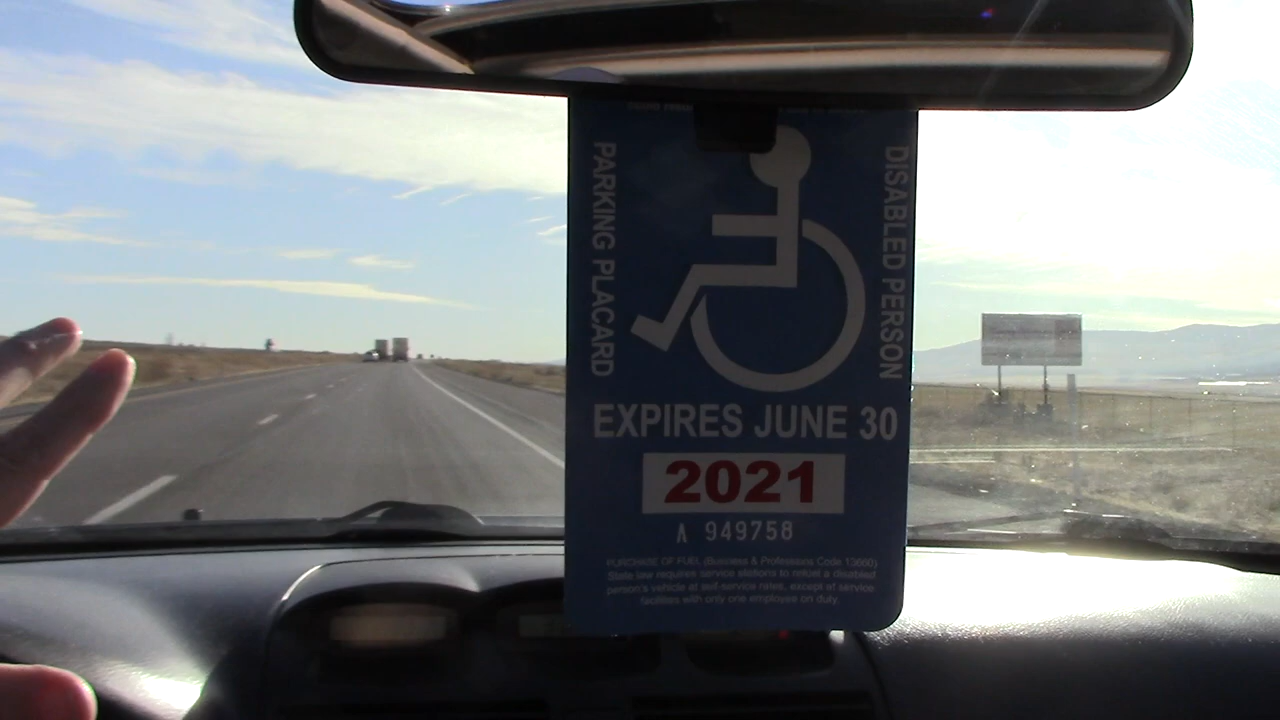 PARKING PLACARD
DISABLED PERSON
EXPIRES JUNE 30
2021
A 949758
PURCHASE OF FUEL (Business & Professions Code 13660)
State law requires service stations to refuel a disabled
person's vehicle at self-service rates, except at service
facilities with only one employee on duty.